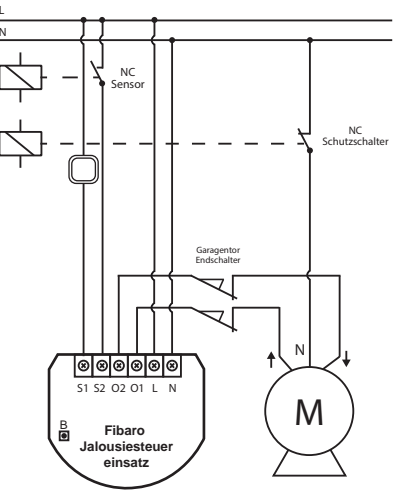 L
N
NC
Sensor
NC
Schutzschalter
Garagentor
Endschalter
N
S1 S2 O2 O1 L N
B
M
Fibaro
Jalousiesteuer
einsatz